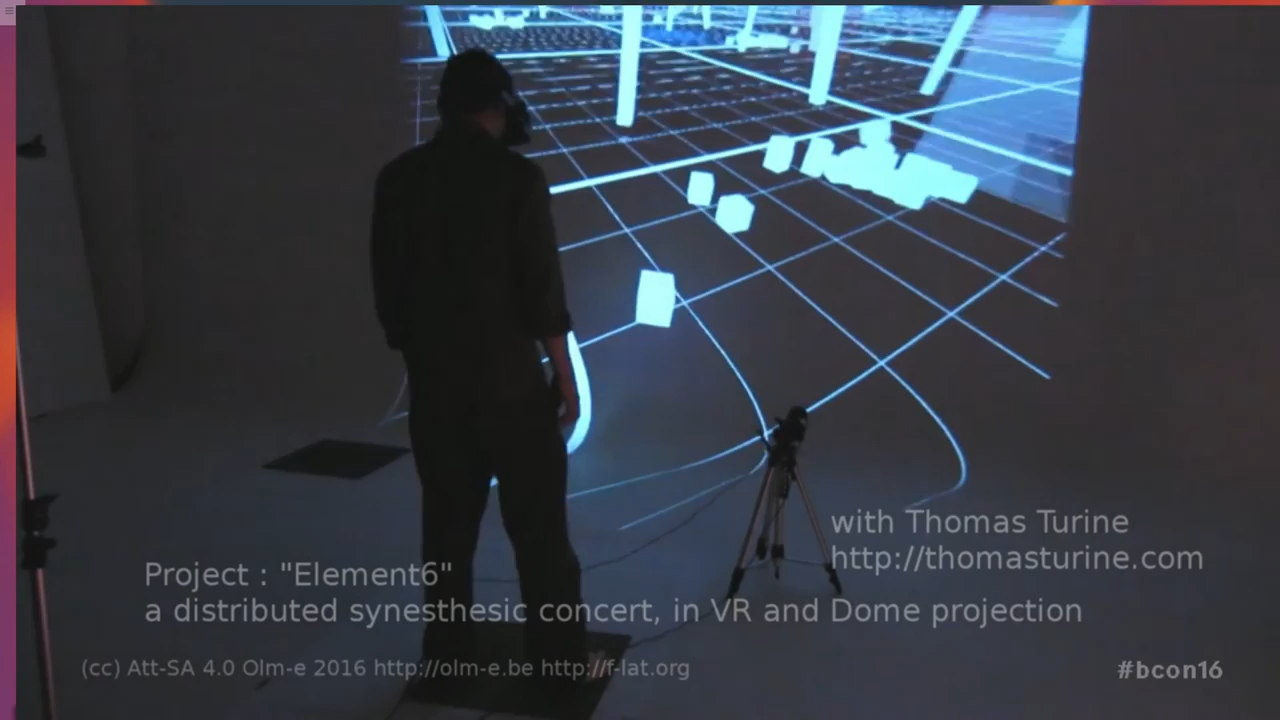 with Thomas Turine
http://thomasturine.com
Project : "Element6"
a distributed synesthesic concert, in VR and Dome projection
(cc) Att-SA 4.0 Olm-e 2016 http://olm-e.be http://f-lat.org
#bcon16